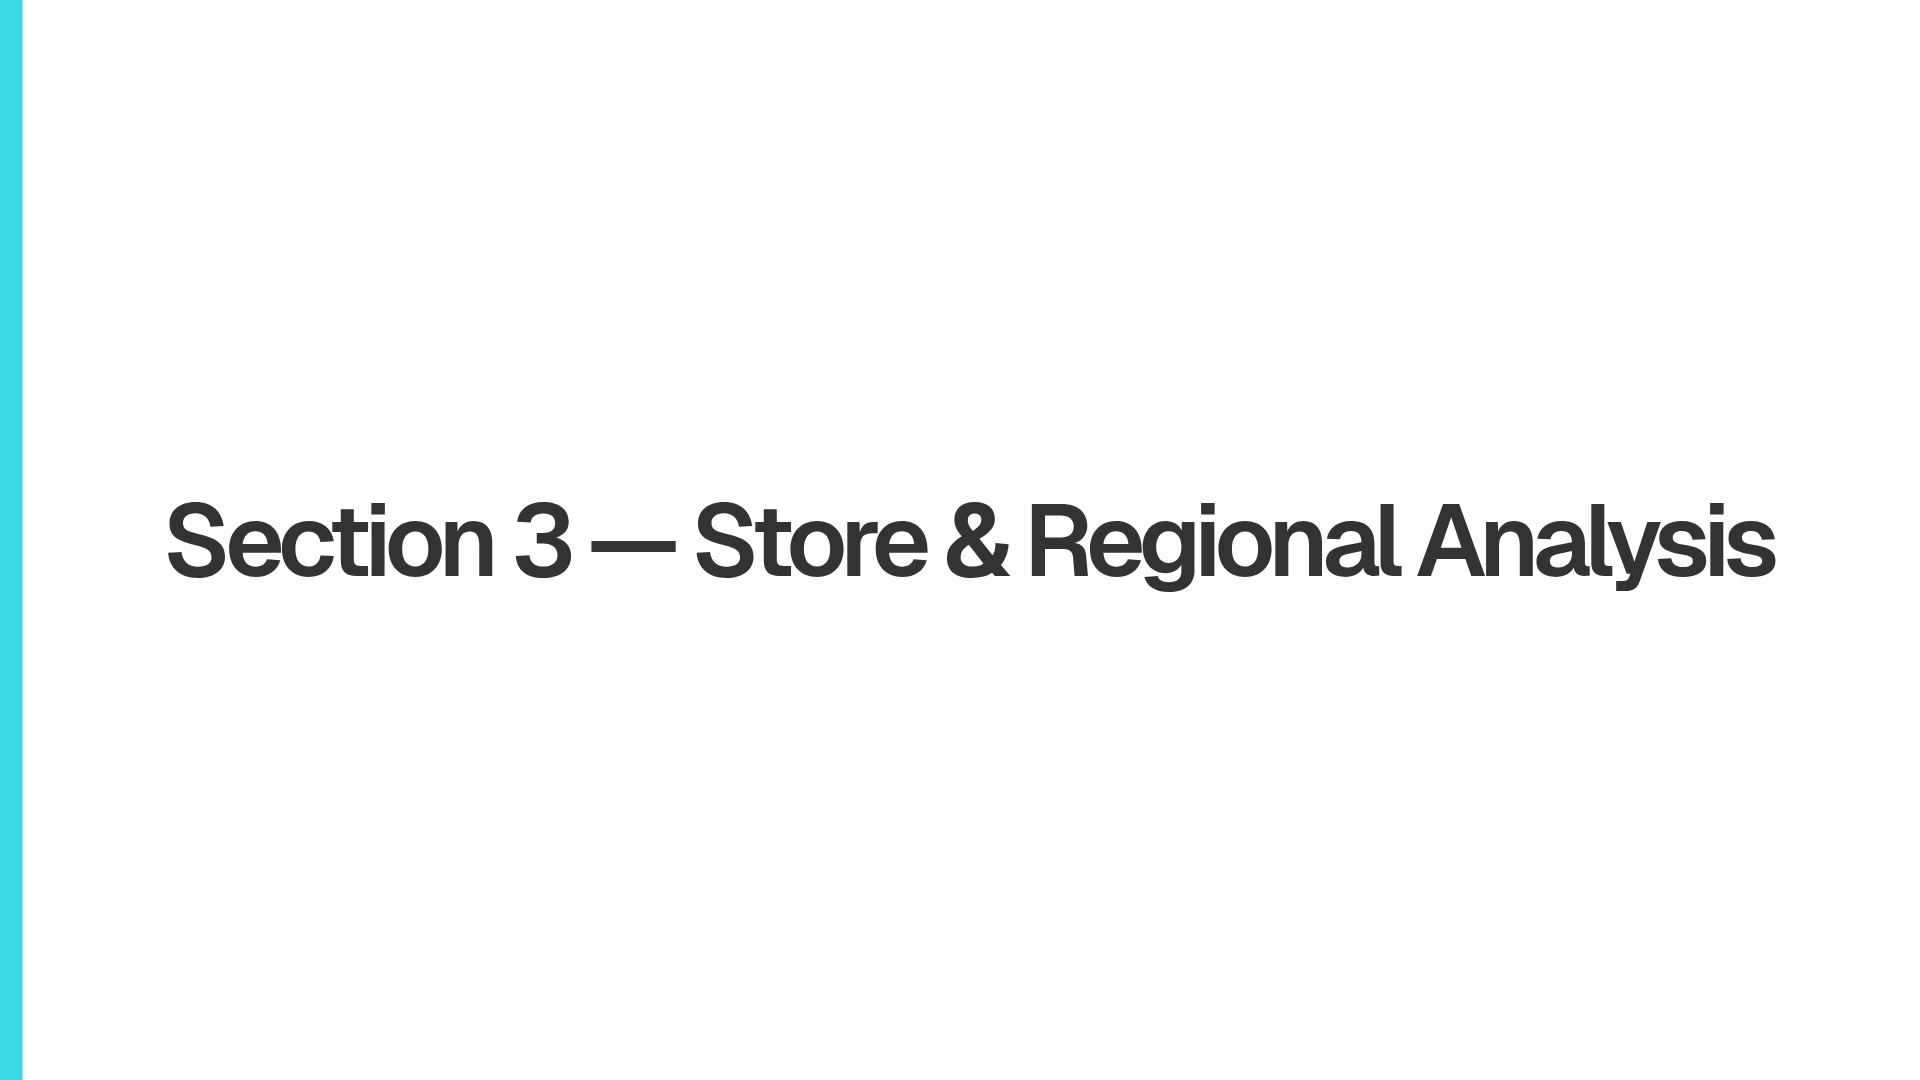 Section 3 — Store & Regional Analysis